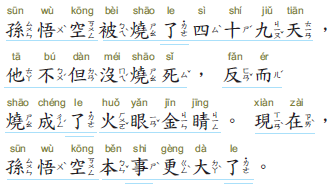 sūn wù kōng bèi shāo le sì shí jiǔ tiān
孫悟空被燒了四十九天，
tā bú dàn méi shāo sǐ fǎn ér
他不但沒燒死，反而
shāo chéng le huǒ yǎn jīn jīng xiàn zài
燒成了火眼金睛。現在，
sūn wù kōng běn shì gèng dà le
孫悟空本事更大了。